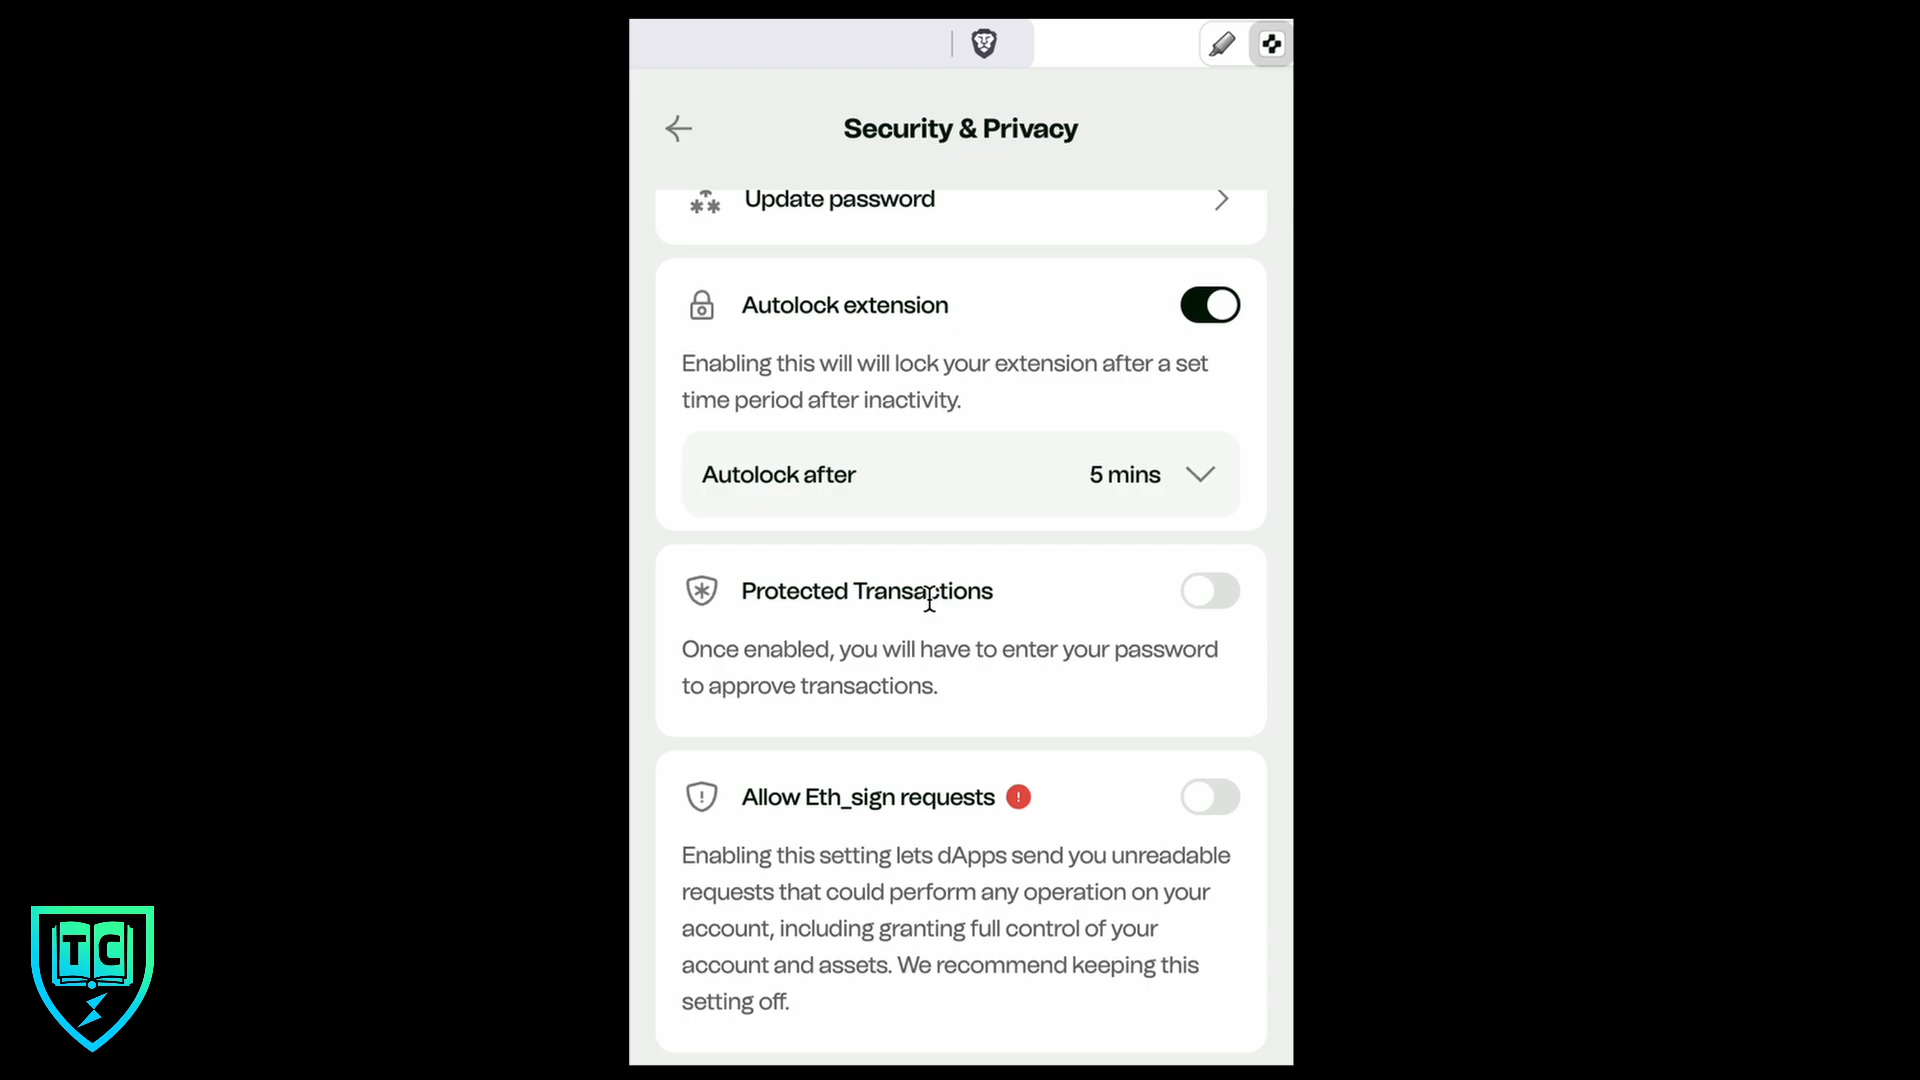 Security & Privacy
Update password
Autolock extension
Enabling this will will lock your extension after a set
time period after inactivity.
Autolock after 5 mins
Protected Transactions
Once enabled, you will have to enter your password
to approve transactions.
Allow Eth_sign requests
Enabling this setting lets dApps send you unreadable
requests that could perform any operation on your
account, including granting full control of your
account and assets. We recommend keeping this
setting off.
TC